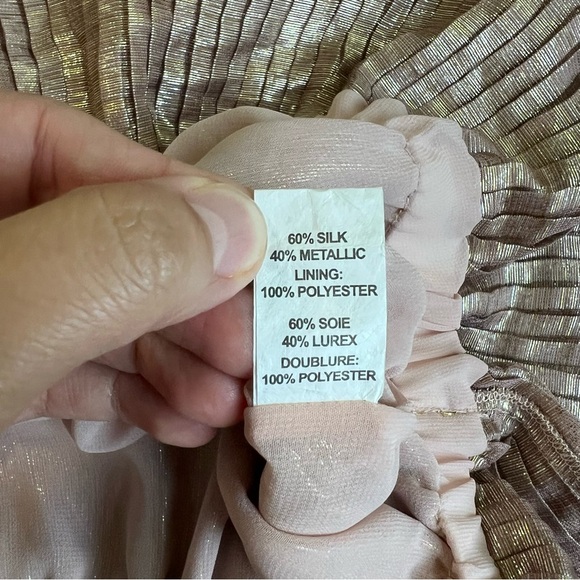 60% SILK
40% METALLIC
LINING:
100% POLYESTER
60% SOIE
40% LUREX
DOUBLURE:
100% POLYESTER